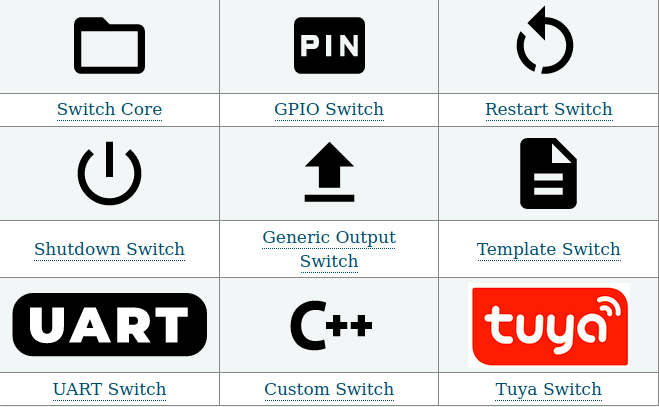 PIN
Switch Core
GPIO Switch
Restart Switch
Shutdown Switch
Generic Output
Switch
Template Switch
UART
C++
tuya
UART Switch
Custom Switch
Tuya Switch